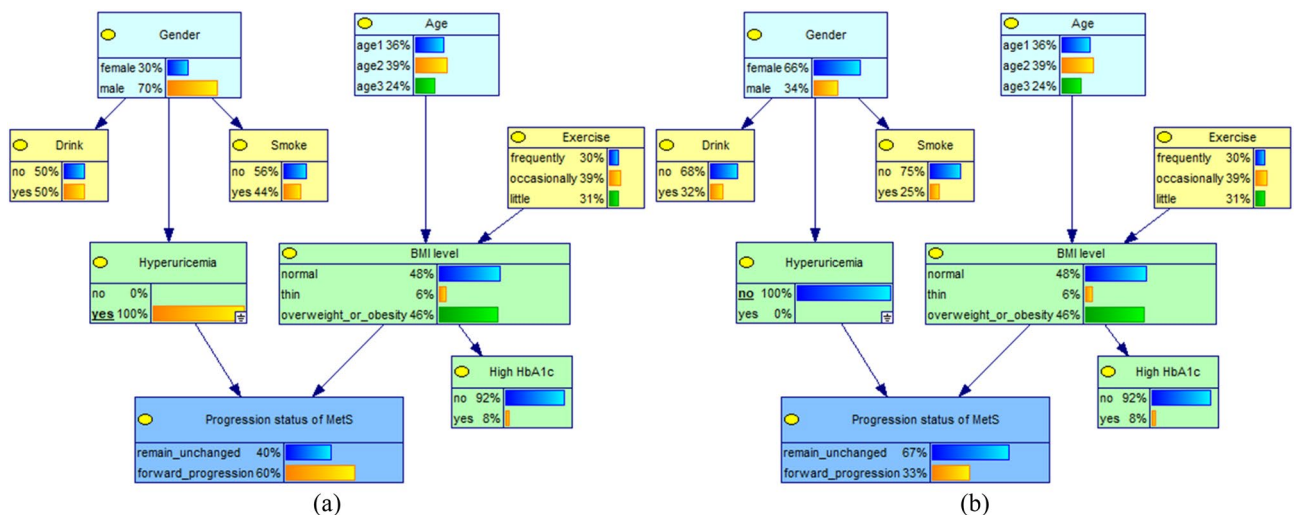 Gender
female 30%
male 70%
Age
age1 36%
age2 39%
age3 24%
Drink
no 50%
yes 50%
Smoke
no 56%
yes 44%
Exercise
frequently 30%
occasionally 39%
little 31%
Hyperuricemia
no 0%
yes 100%
BMI level
normal 48%
thin 6%
overweight_or_obesity 46%
High HbA1c
no 92%
yes 8%
Progression status of MetS
remain_unchanged 40%
forward_progression 60%
(a)
Gender
female 66%
male 34%
Age
age1 36%
age2 39%
age3 24%
Drink
no 68%
yes 32%
Smoke
no 75%
yes 25%
Exercise
frequently 30%
occasionally 39%
little 31%
Hyperuricemia
no 100%
yes 0%
BMI level
normal 48%
thin 6%
overweight_or_obesity 46%
High HbA1c
no 92%
yes 8%
Progression status of MetS
remain_unchanged 67%
forward_progression 33%
(b)